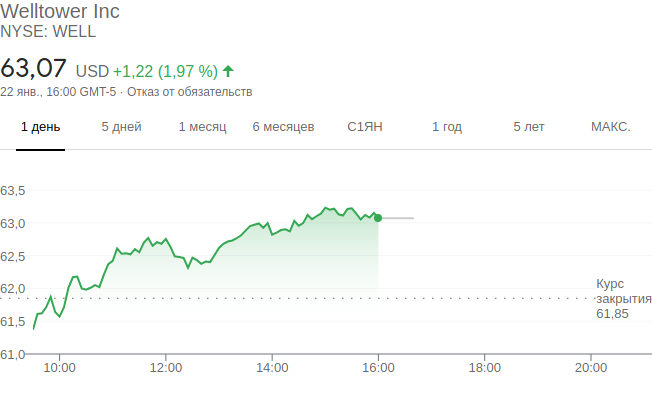 Welltower Inc
NYSE: WELL
63,07 USD +1,22 (1,97 %)
22 янв., 16:00 GMT-5 · Отказ от обязательств
1 день 5 дней 1 месяц 6 месяцев С1ЯН 1 год 5 лет МАКС.
63,5
63,0
62,5
62,0
Курс
закрытия
61,85
61,5
61,0
10:00 12:00 14:00 16:00 18:00 20:00